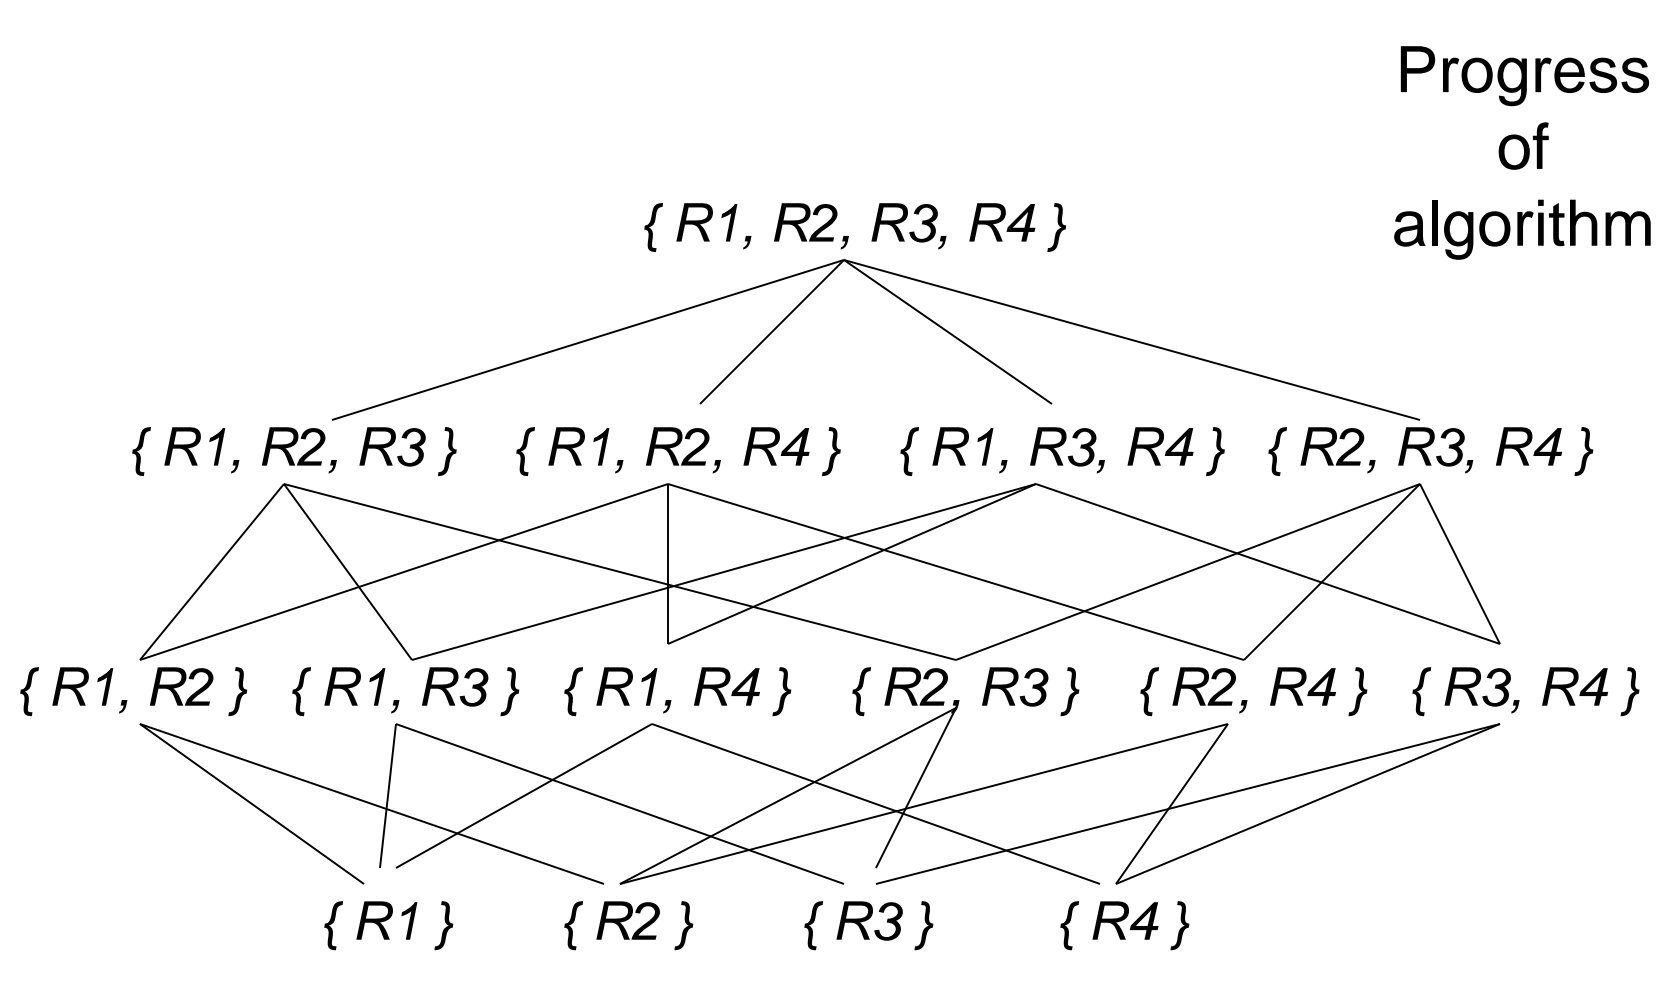 Progress
of
algorithm
{ R1, R2, R3, R4 }
{ R1, R2, R3 } { R1, R2, R4 } { R1, R3, R4 } { R2, R3, R4 }
{ R1, R2 } { R1, R3 } { R1, R4 } { R2, R3 } { R2, R4 } { R3, R4 }
{ R1 } { R2 } { R3 } { R4 }